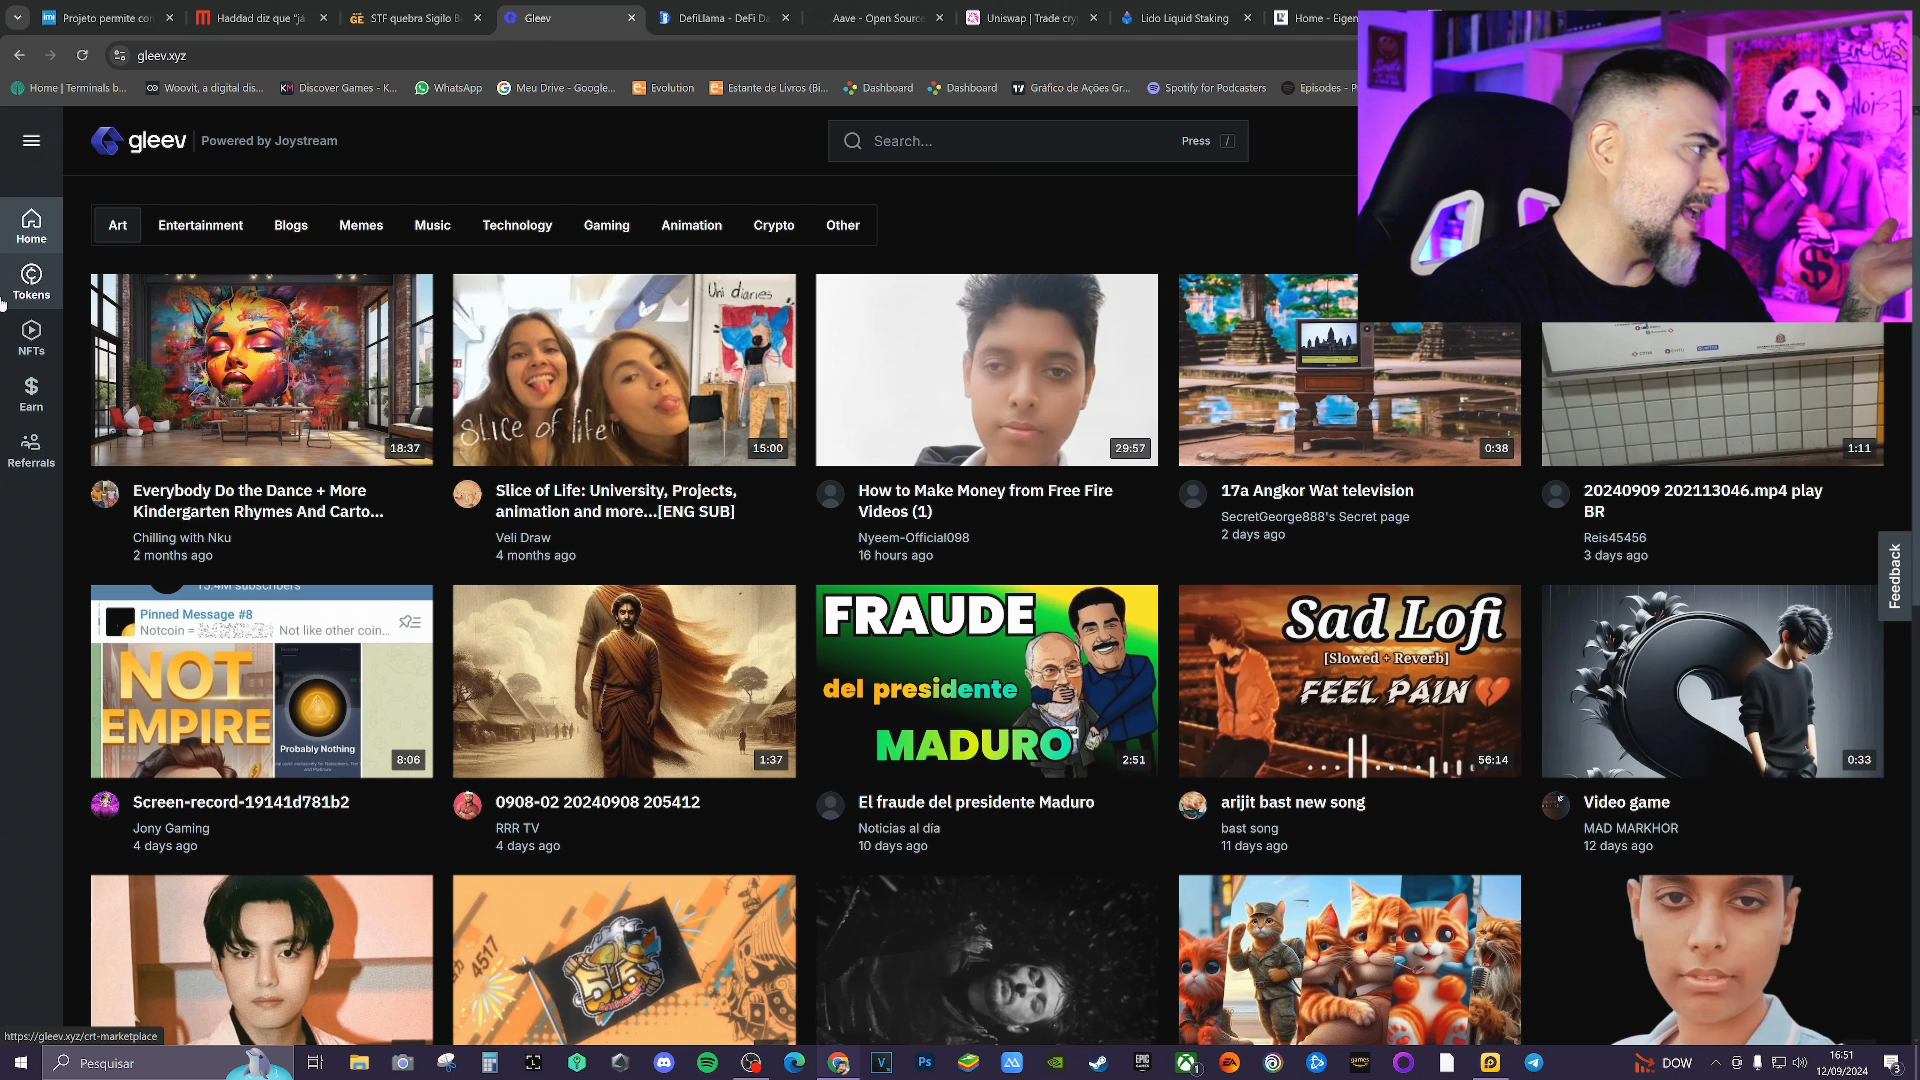 Projeto permite cor
Haddad diz que "já
STF quebra Sigilo Ba
Gleev
DefiLlama - DeFi Da
Aave - Open Source
Uniswap | Trade cry
Lido Liquid Staking
Home - Eigen
gleev.xyz
Home | Terminals b...
Woovit, a digital dis...
Discover Games - K...
WhatsApp
Meu Drive - Google...
Evolution
Estante de Livros (Bi...
Dashboard
Dashboard
Gráfico de Ações Gr...
Spotify for Podcasters
Episodes - P
gleev
Powered by Joystream
Search...
Press /
Home
Tokens
NFTs
Earn
Referrals
Art
Entertainment
Blogs
Memes
Music
Technology
Gaming
Animation
Crypto
Other
Uni diaries
slice of life
18:37
15:00
29:57
0:38
1:11
Everybody Do the Dance + More
Kindergarten Rhymes And Carto...
Chilling with Nku
2 months ago
Slice of Life: University, Projects,
animation and more...[ENG SUB]
Veli Draw
4 months ago
How to Make Money from Free Fire
Videos (1)
Nyeem-Official098
16 hours ago
17a Angkor Wat television
SecretGeorge888's Secret page
2 days ago
20240909 202113046.mp4 play
BR
Reis45456
3 days ago
Feedback
Pinned Message #8
Notcoin =
Not like other coin...
NOT
EMPIRE
Probably Nothing
8:06
1:37
FRAUDE
del presidente
MADURO
2:51
Sad Lofi
[Slowed + Reverb]
FEEL PAIN
56:14
0:33
Screen-record-19141d781b2
Jony Gaming
4 days ago
0908-02 20240908 205412
RRR TV
4 days ago
El fraude del presidente Maduro
Noticias al día
10 days ago
arijit bast new song
bast song
11 days ago
Video game
MAD MARKHOR
12 days ago
4517
https://gleev.xyz/crt-marketplace
Pesquisar
DOW
16:51
12/09/2024